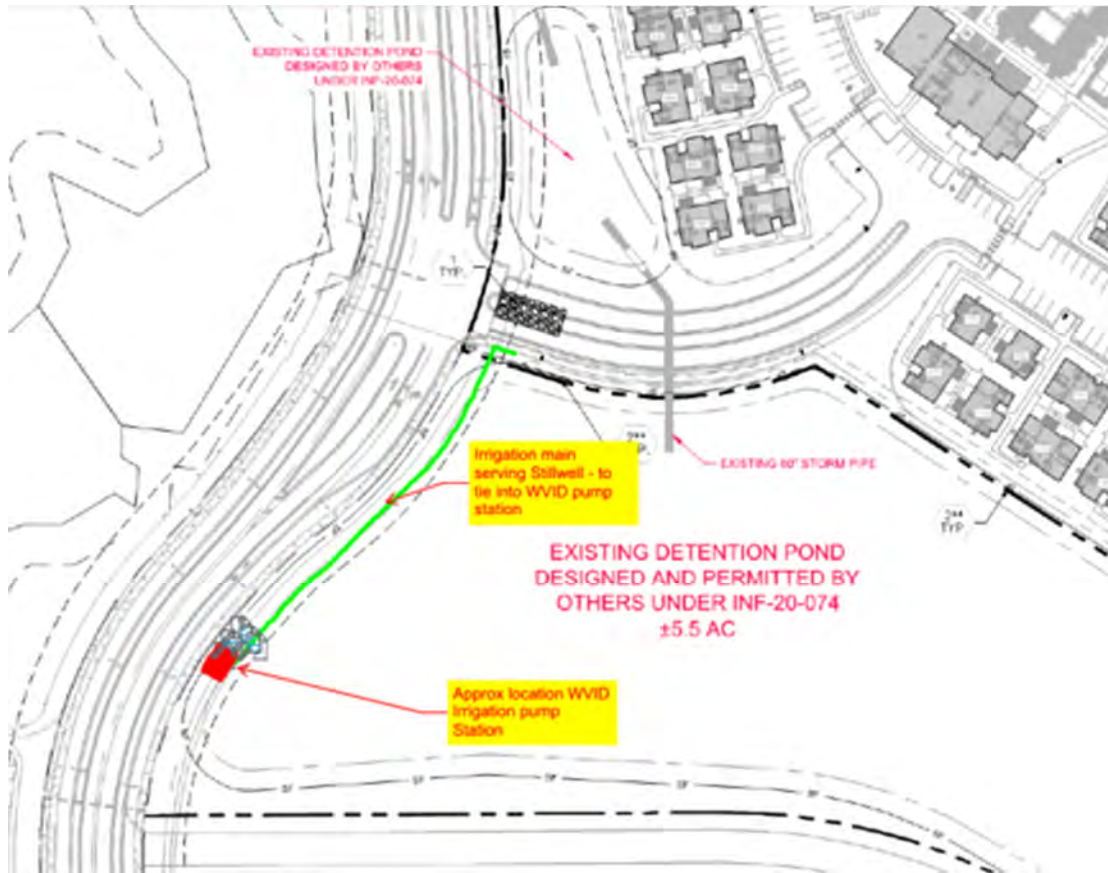 EXISTING DETENTION POND
DESIGNED BY OTHERS
UNDER INF-20-074
1
TYP.
Irrigation main
serving Stillwell - to
tie into WVID pump
station
EXISTING 60" STORM PIPE
TYP.
EXISTING DETENTION POND
DESIGNED AND PERMITTED BY
OTHERS UNDER INF-20-074
±5.5 AC
Approx location WVID
Irrigation pump
Station